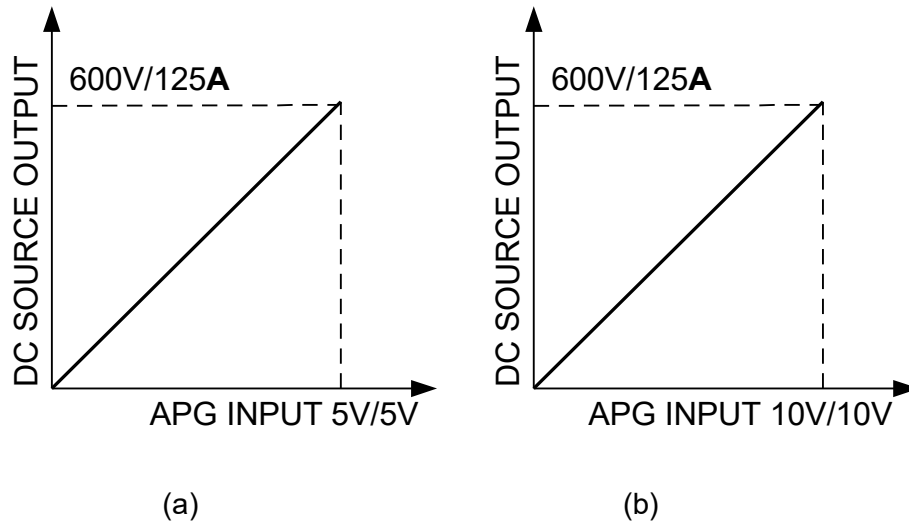 DC SOURCE OUTPUT
600V/125A
APG INPUT 5V/5V
(a)
DC SOURCE OUTPUT
600V/125A
APG INPUT 10V/10V
(b)